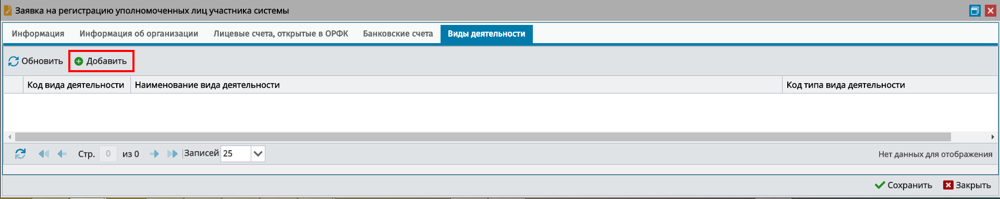 Заявка на регистрацию уполномоченных лиц участника системы
Информация Информация об организации Лицевые счета, открытые в ОРФК Банковские счета Виды деятельности
Обновить Добавить
Код вида деятельности Наименование вида деятельности Код типа вида деятельности
Стр. 0 из 0 Записей: 25 Нет данных для отображения
Сохранить Закрыть